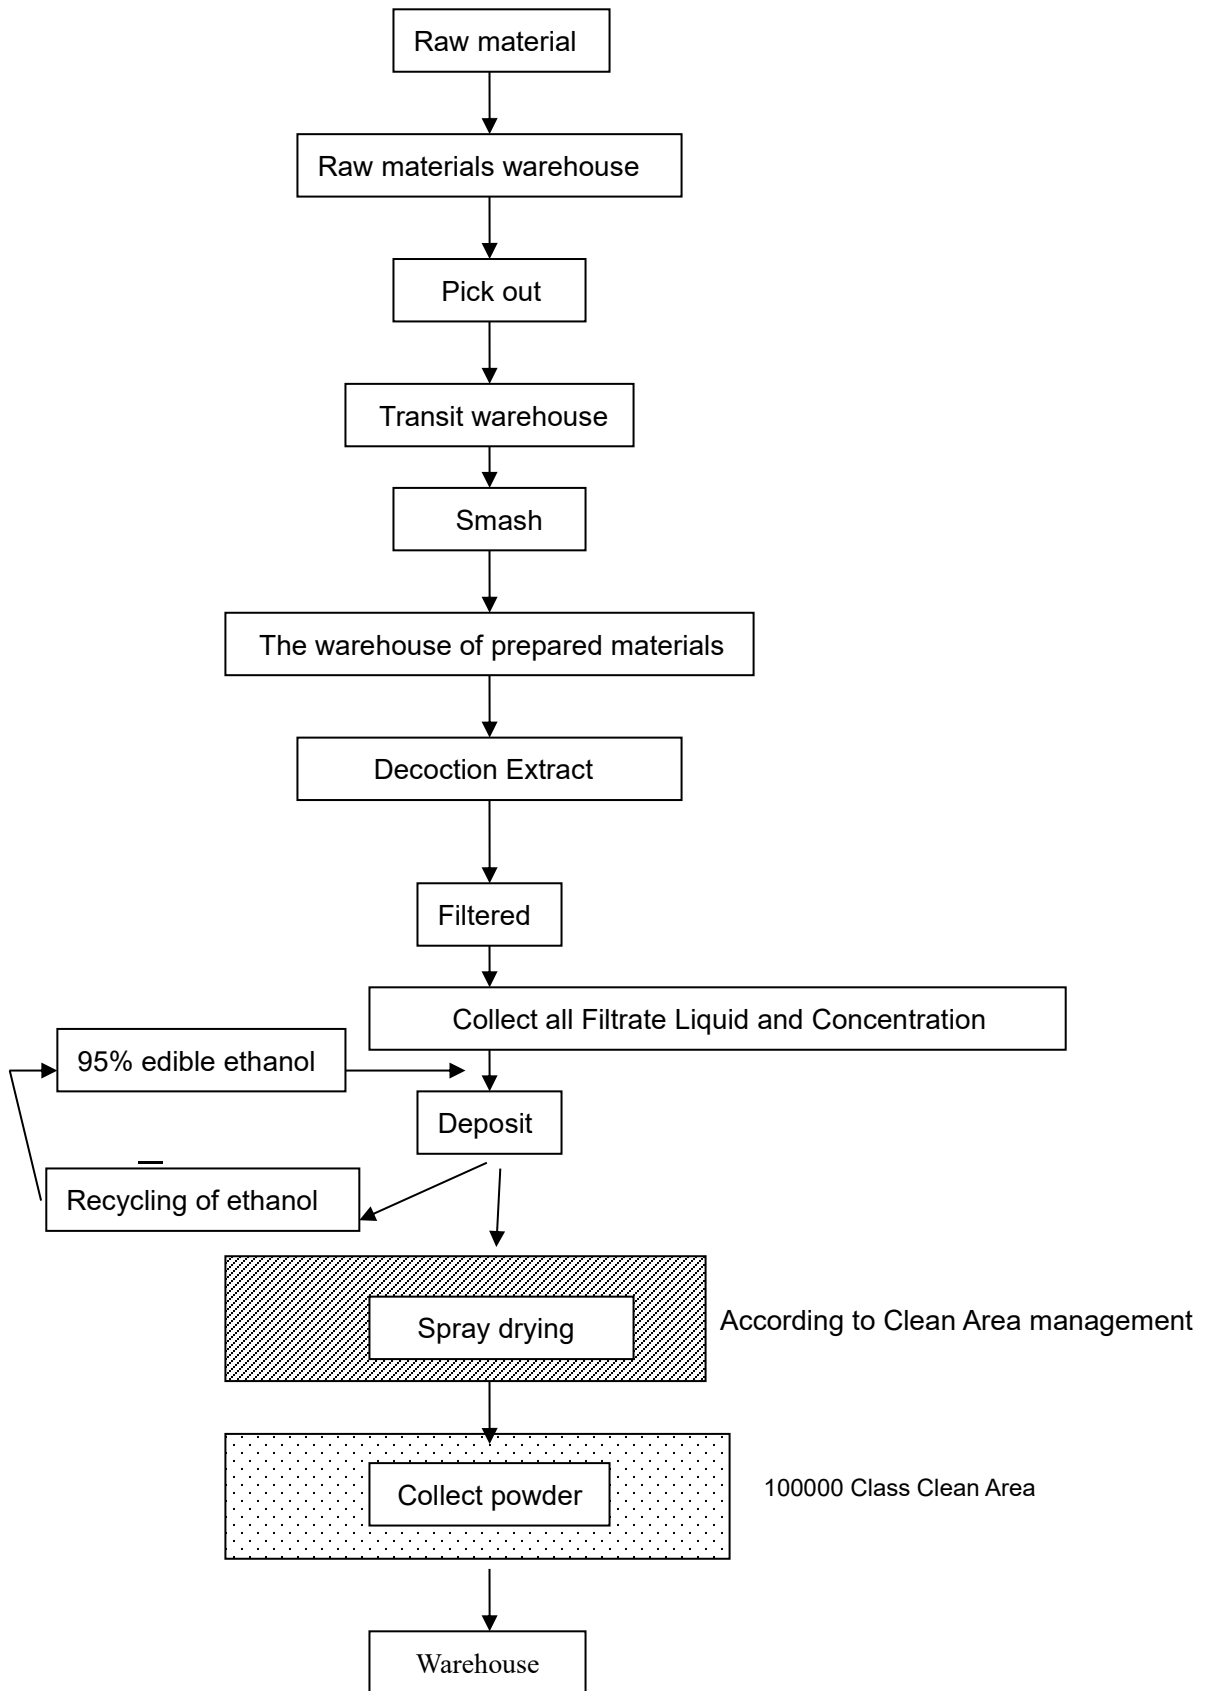 Raw material
Raw materials warehouse
Pick out
Transit warehouse
Smash
The warehouse of prepared materials
Decoction Extract
Filtered
Collect all Filtrate Liquid and Concentration
95% edible ethanol
Deposit
Recycling of ethanol
Spray drying
According to Clean Area management
Collect powder
100000 Class Clean Area
Warehouse